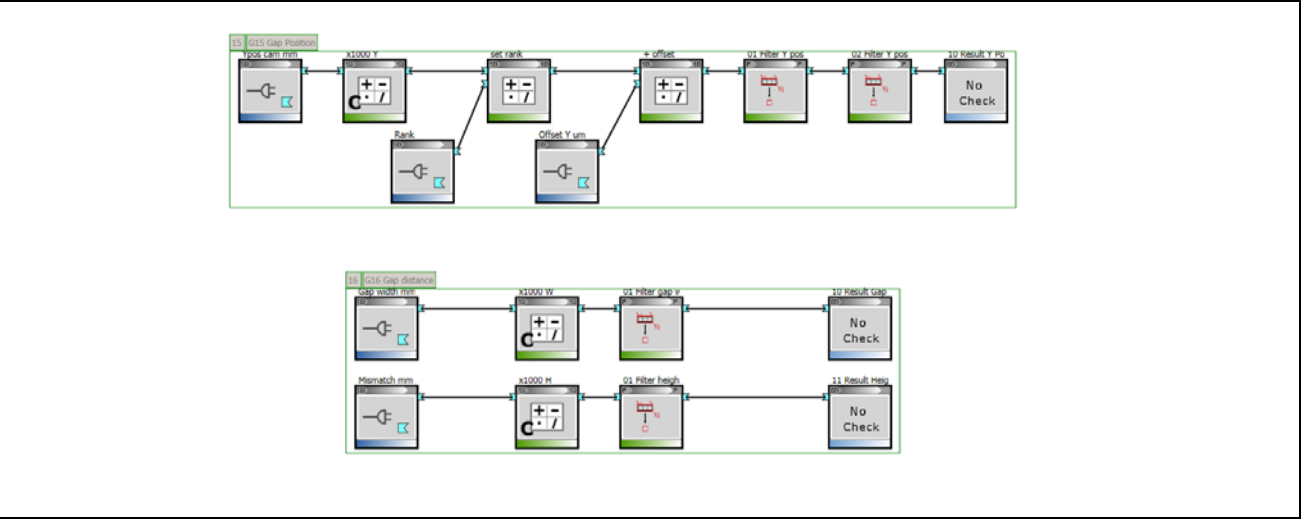 15 G15 Gap Position
Ypos cam mm x1000 Y set rank + offset 01 Filter Y pos 02 Filter Y pos 10 Result Y Po
C + - · / + - · / + - · / No Check
Rank Offset Y um
16 G16 Gap distance
Gap width mm x1000 W 01 Filter gap w 10 Result Gap
C + - · / No Check
Mismatch mm x1000 H 01 Filter heigh 11 Result Heig
C + - · / No Check